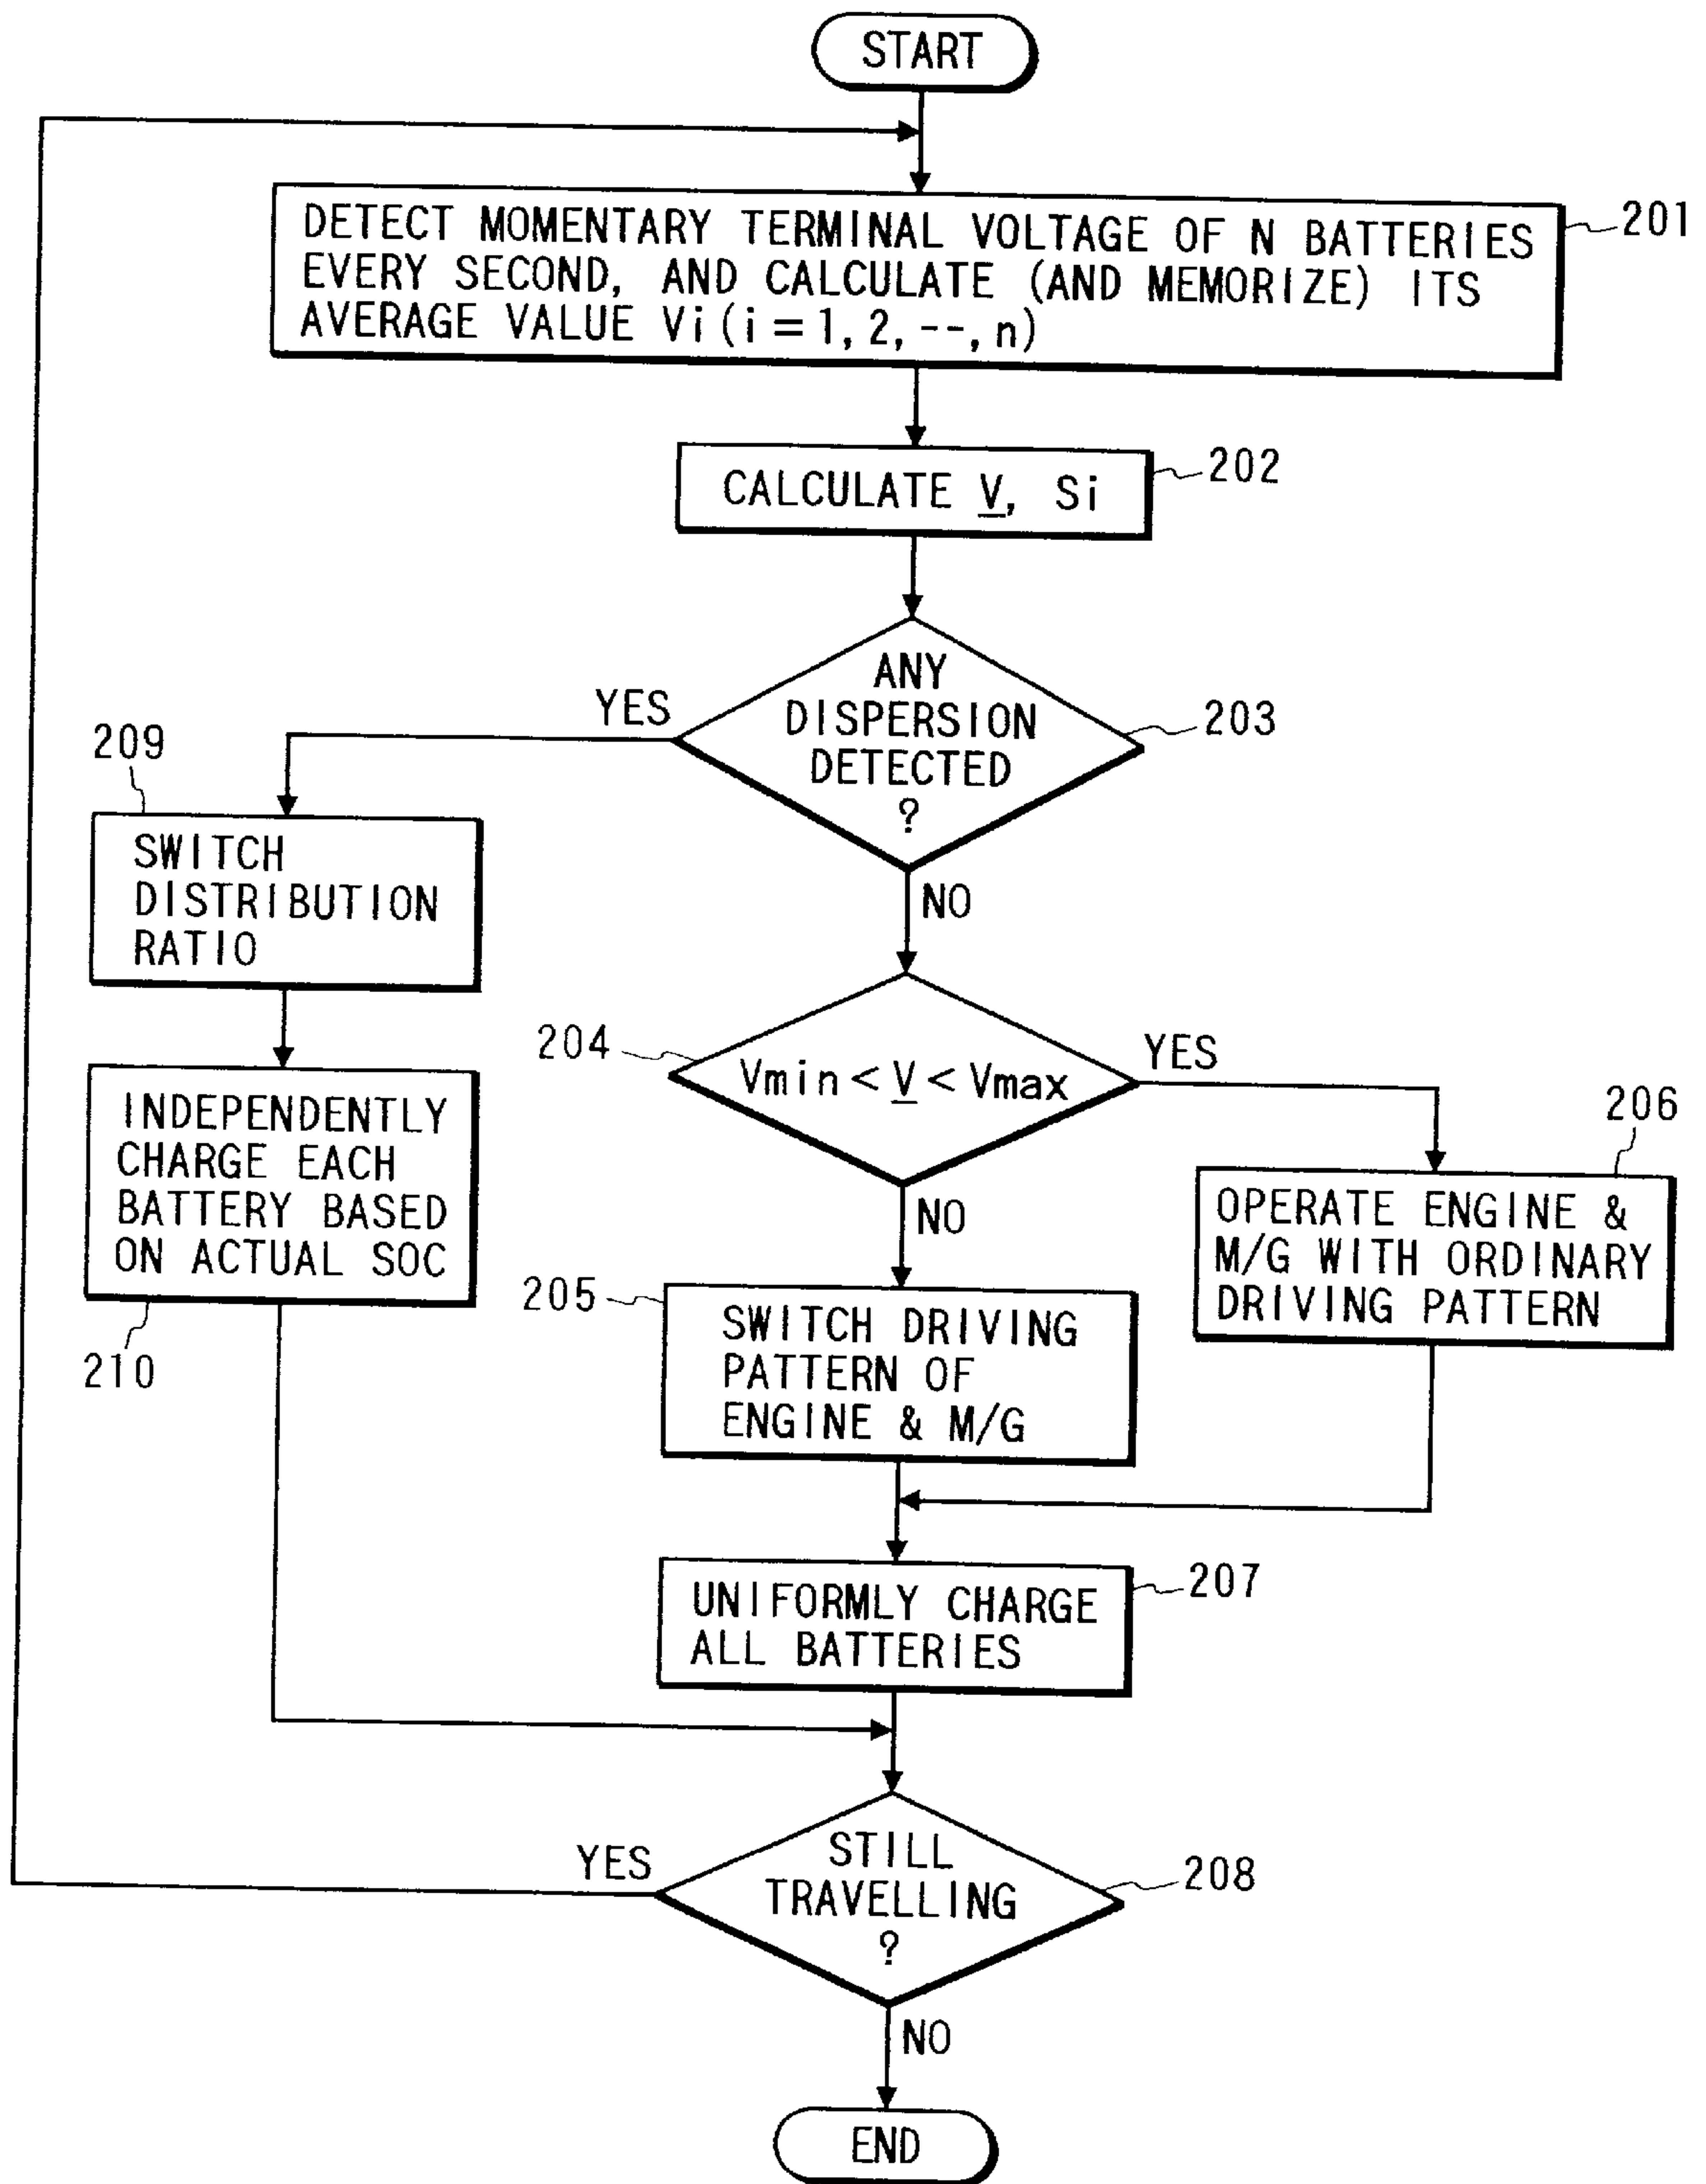 START
DETECT MOMENTARY TERMINAL VOLTAGE OF N BATTERIES
EVERY SECOND, AND CALCULATE (AND MEMORIZE) ITS
AVERAGE VALUE Vi (i = 1, 2, --, n)
201
CALCULATE V, Si
202
ANY
DISPERSION
DETECTED
?
203
YES
NO
209
SWITCH
DISTRIBUTION
RATIO
204
Vmin < V < Vmax
YES
NO
INDEPENDENTLY
CHARGE EACH
BATTERY BASED
ON ACTUAL SOC
210
206
OPERATE ENGINE &
M/G WITH ORDINARY
DRIVING PATTERN
205
SWITCH DRIVING
PATTERN OF
ENGINE & M/G
UNIFORMLY CHARGE
ALL BATTERIES
207
YES
STILL
TRAVELLING
?
208
NO
END